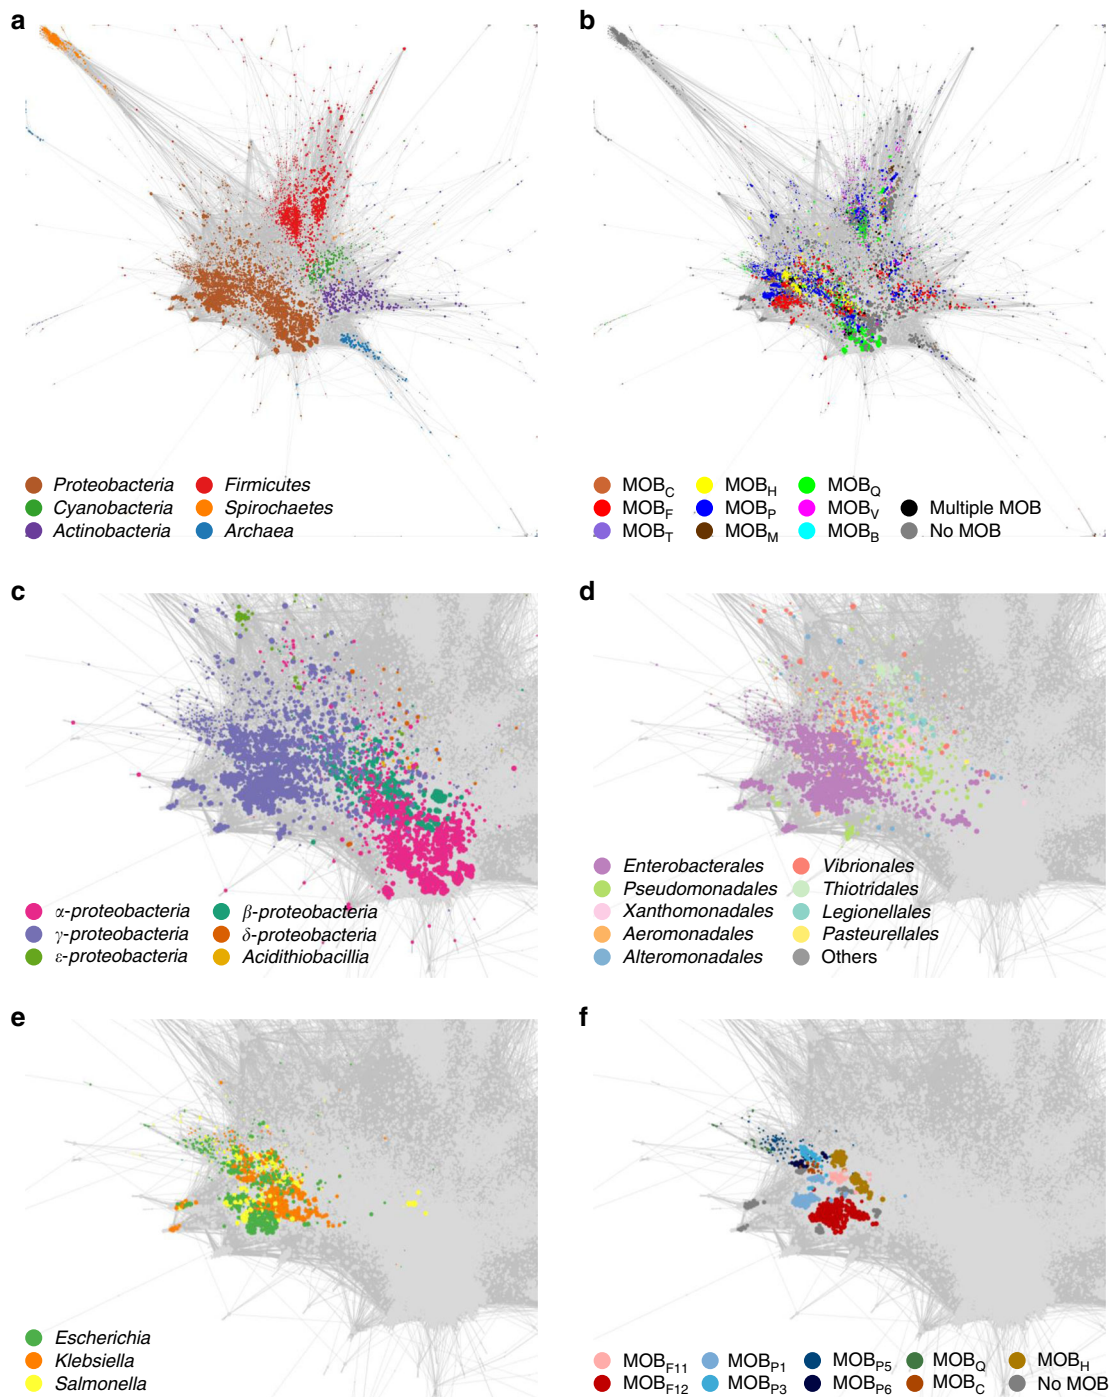 a
b
Proteobacteria Firmicutes
Cyanobacteria Spirochaetes
Actinobacteria Archaea
MOBC MOBH MOBQ
MOBF MOBP MOBV Multiple MOB
MOBT MOBM MOBB No MOB
c
d
α-proteobacteria β-proteobacteria
γ-proteobacteria δ-proteobacteria
ε-proteobacteria Acidithiobacillia
Enterobacterales Vibrionales
Pseudomonadales Thiotridales
Xanthomonadales Legionellales
Aeromonadales Pasteurellales
Alteromonadales Others
e
f
Escherichia
Klebsiella
Salmonella
MOBF11 MOBP1 MOBP5 MOBQ MOBH
MOBF12 MOBP3 MOBP6 MOBC No MOB